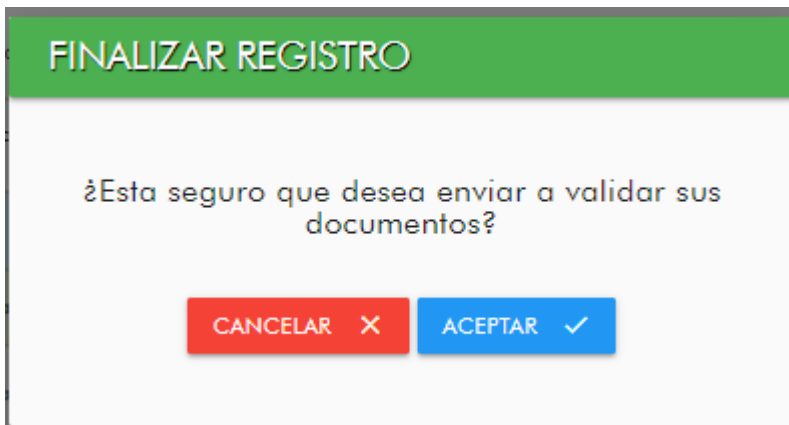 FINALIZAR REGISTRO
¿Esta seguro que desea enviar a validar sus
documentos?
CANCELAR ✕ ACEPTAR ✓